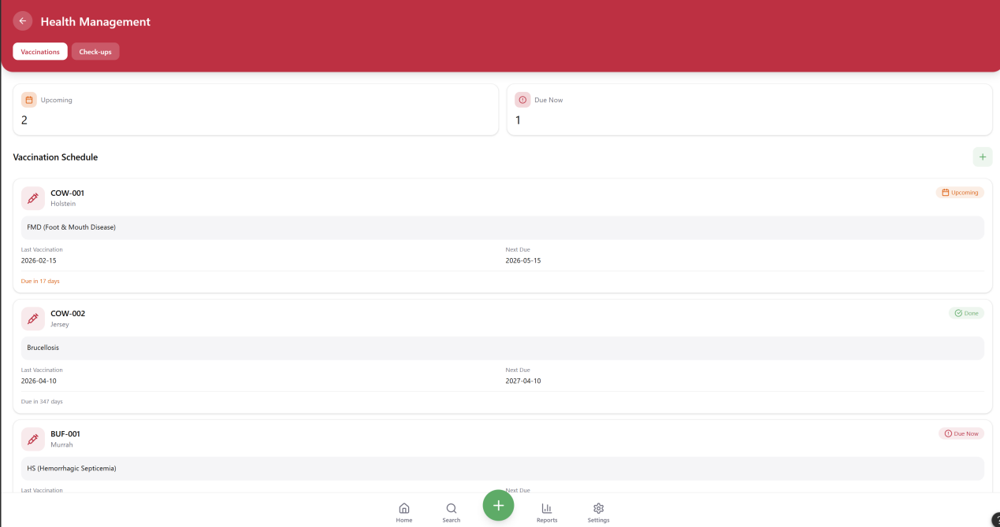 Health Management
Vaccinations
Check-ups
Upcoming
2
Due Now
1
Vaccination Schedule
COW-001
Holstein
Upcoming
FMD (Foot & Mouth Disease)
Last Vaccination
Next Due
2026-02-15
2026-05-15
Due in 17 days
COW-002
Jersey
Done
Brucellosis
Last Vaccination
Next Due
2026-04-10
2027-04-10
Due in 347 days
BUF-001
Murrah
Due Now
HS (Hemorrhagic Septicemia)
Last Vaccination
Next Due
Home
Search
Reports
Settings